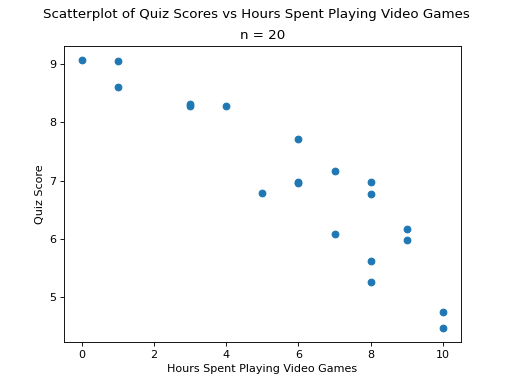 Scatterplot of Quiz Scores vs Hours Spent Playing Video Games
n = 20
9
8
7
6
5
Quiz Score
0 2 4 6 8 10
Hours Spent Playing Video Games